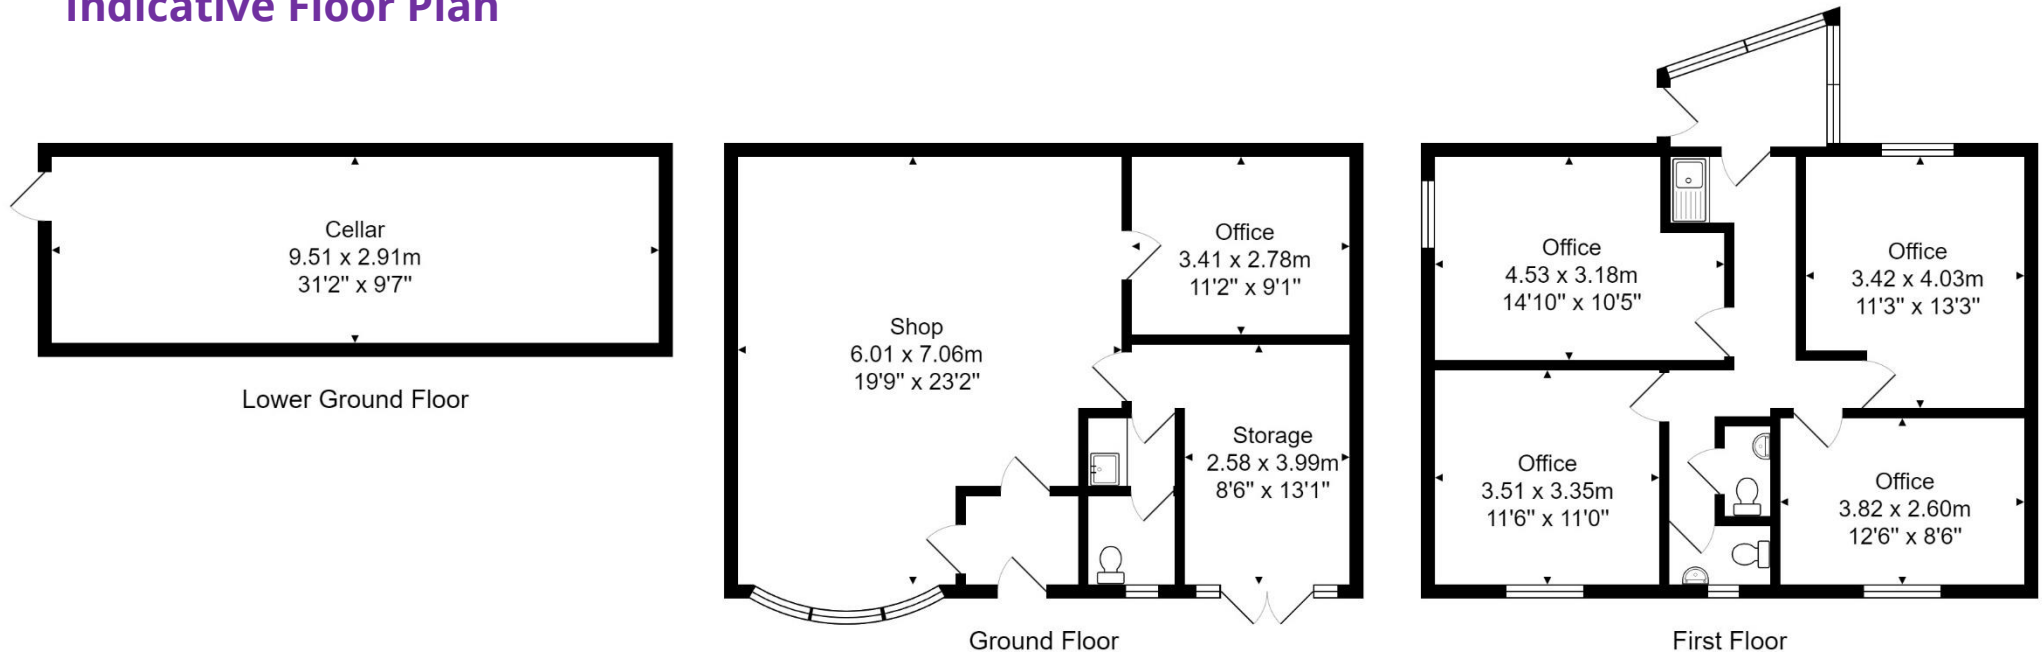 Indicative Floor Plan
Cellar
9.51 x 2.91m
31'2" x 9'7"
Lower Ground Floor
Shop
6.01 x 7.06m
19'9" x 23'2"
Office
3.41 x 2.78m
11'2" x 9'1"
Storage
2.58 x 3.99m
8'6" x 13'1"
Ground Floor
Office
4.53 x 3.18m
14'10" x 10'5"
Office
3.42 x 4.03m
11'3" x 13'3"
Office
3.51 x 3.35m
11'6" x 11'0"
Office
3.82 x 2.60m
12'6" x 8'6"
First Floor